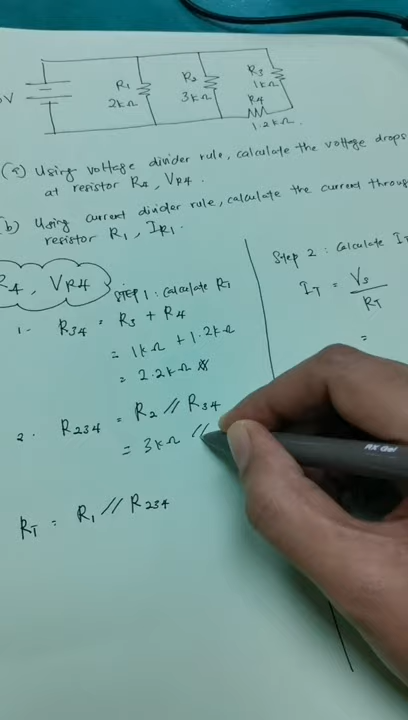 V
R1
2kΩ
R2
3kΩ
R3
1kΩ
R4
1.2kΩ
(a) Using voltage divider rule, calculate the voltage drops
at resistor R4, VR4.
(b) Using current divider rule, calculate the current through
resistor R1, IR1.
R4, VR4
STEP 1: Calculate RT
1. R34 = R3 + R4
= 1kΩ + 1.2kΩ
= 2.2kΩ
2. R234 = R2 // R34
= 3kΩ //
RT = R1 // R234
Step 2: Calculate IT
IT = Vs
RT
=
MX Gel